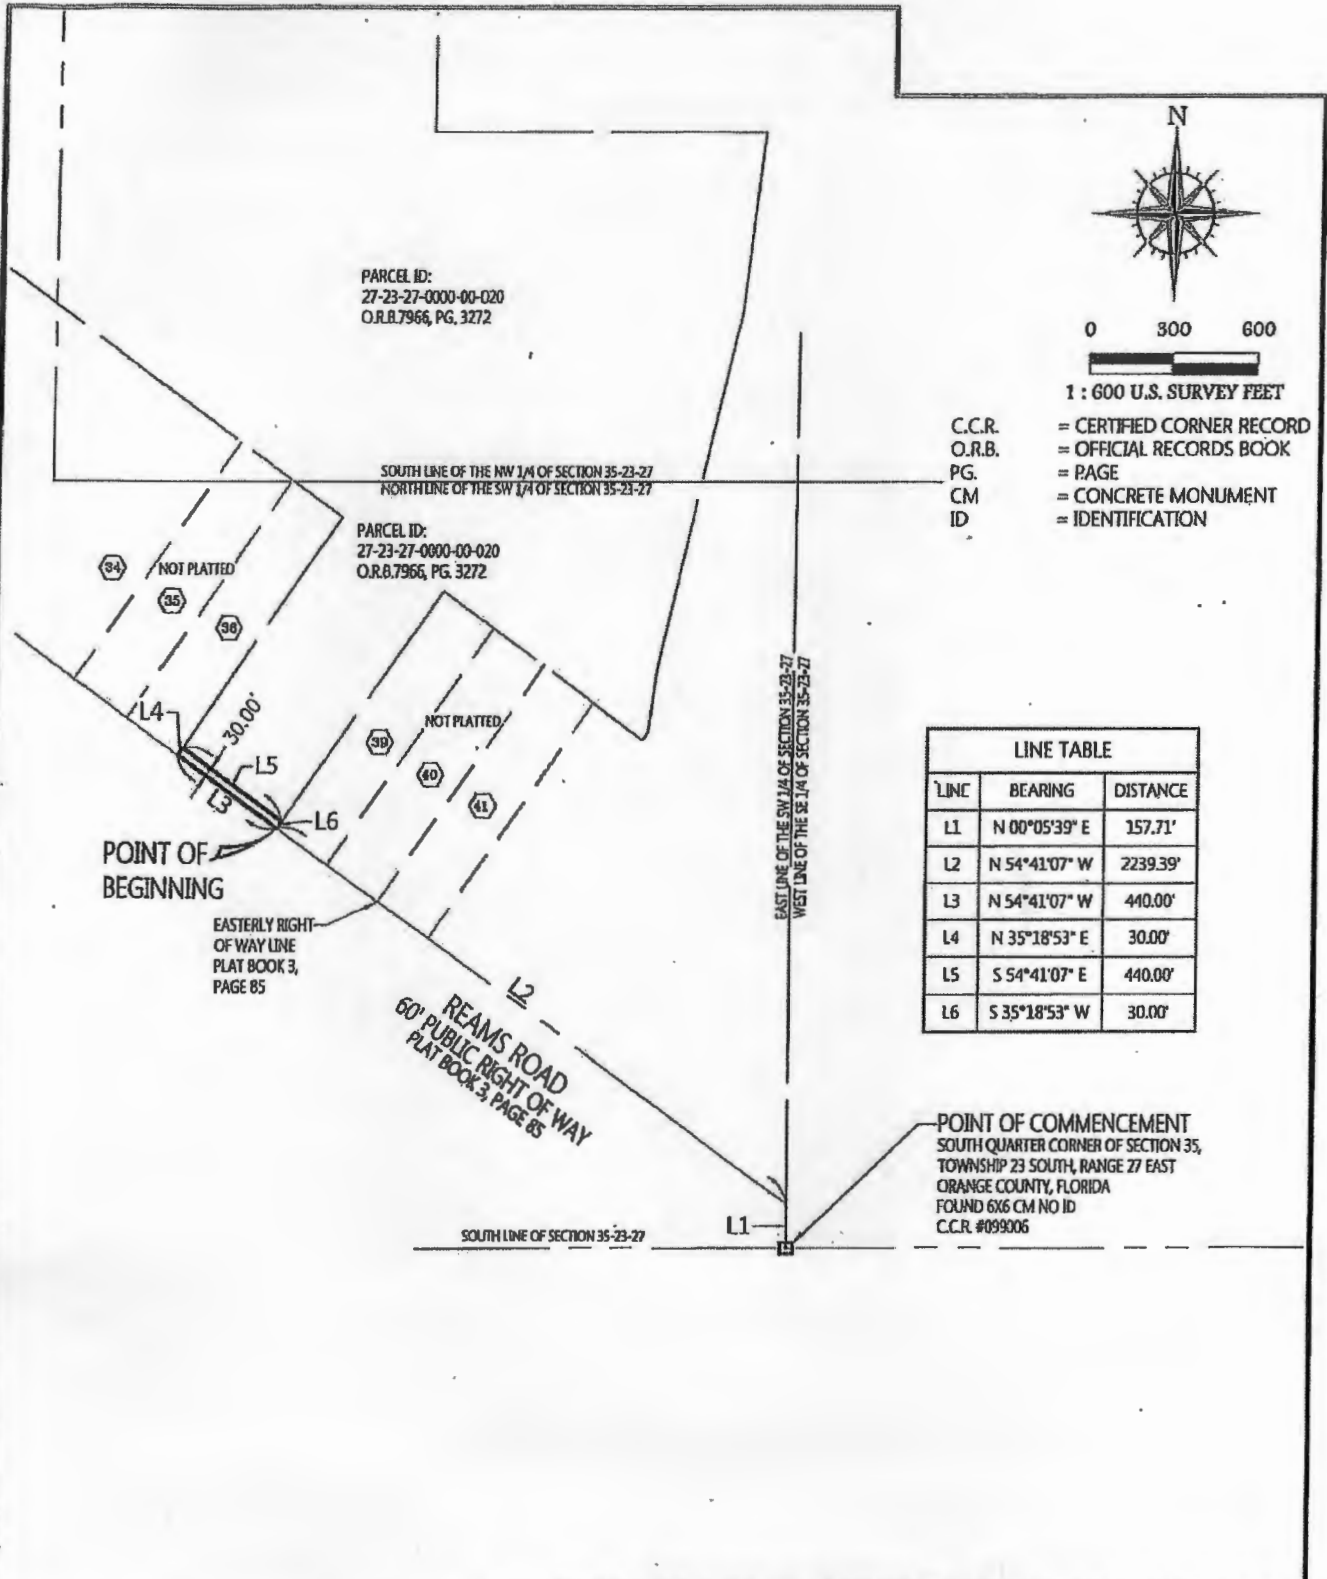 N
0 300 600
1 : 600 U.S. SURVEY FEET
C.C.R. = CERTIFIED CORNER RECORD
O.R.B. = OFFICIAL RECORDS BOOK
PG. = PAGE
CM = CONCRETE MONUMENT
ID = IDENTIFICATION
PARCEL ID:
27-23-27-0000-00-020
O.R.B.7966, PG. 3272
SOUTH LINE OF THE NW 1/4 OF SECTION 35-23-27
NORTH LINE OF THE SW 1/4 OF SECTION 35-23-27
PARCEL ID:
27-23-27-0000-00-020
O.R.B.7966, PG. 3272
34
NOT PLATTED
35
36
L4
30.00'
L5
L3
L6
POINT OF
BEGINNING
NOT PLATTED
39
40
41
EASTERLY RIGHT
OF WAY LINE
PLAT BOOK 3,
PAGE 85
L2
REAMS ROAD
60' PUBLIC RIGHT OF WAY
PLAT BOOK 3, PAGE 85
EAST LINE OF THE SW 1/4 OF SECTION 35-23-27
WEST LINE OF THE SE 1/4 OF SECTION 35-23-27
LINE TABLE
LINE BEARING DISTANCE
L1 N 00°05'39" E 157.71'
L2 N 54°41'07" W 2239.39'
L3 N 54°41'07" W 440.00'
L4 N 35°18'53" E 30.00'
L5 S 54°41'07" E 440.00'
L6 S 35°18'53" W 30.00'
POINT OF COMMENCEMENT
SOUTH QUARTER CORNER OF SECTION 35,
TOWNSHIP 23 SOUTH, RANGE 27 EAST
ORANGE COUNTY, FLORIDA
FOUND 6X6 CM NO ID
C.C.R. #099006
L1
SOUTH LINE OF SECTION 35-23-27